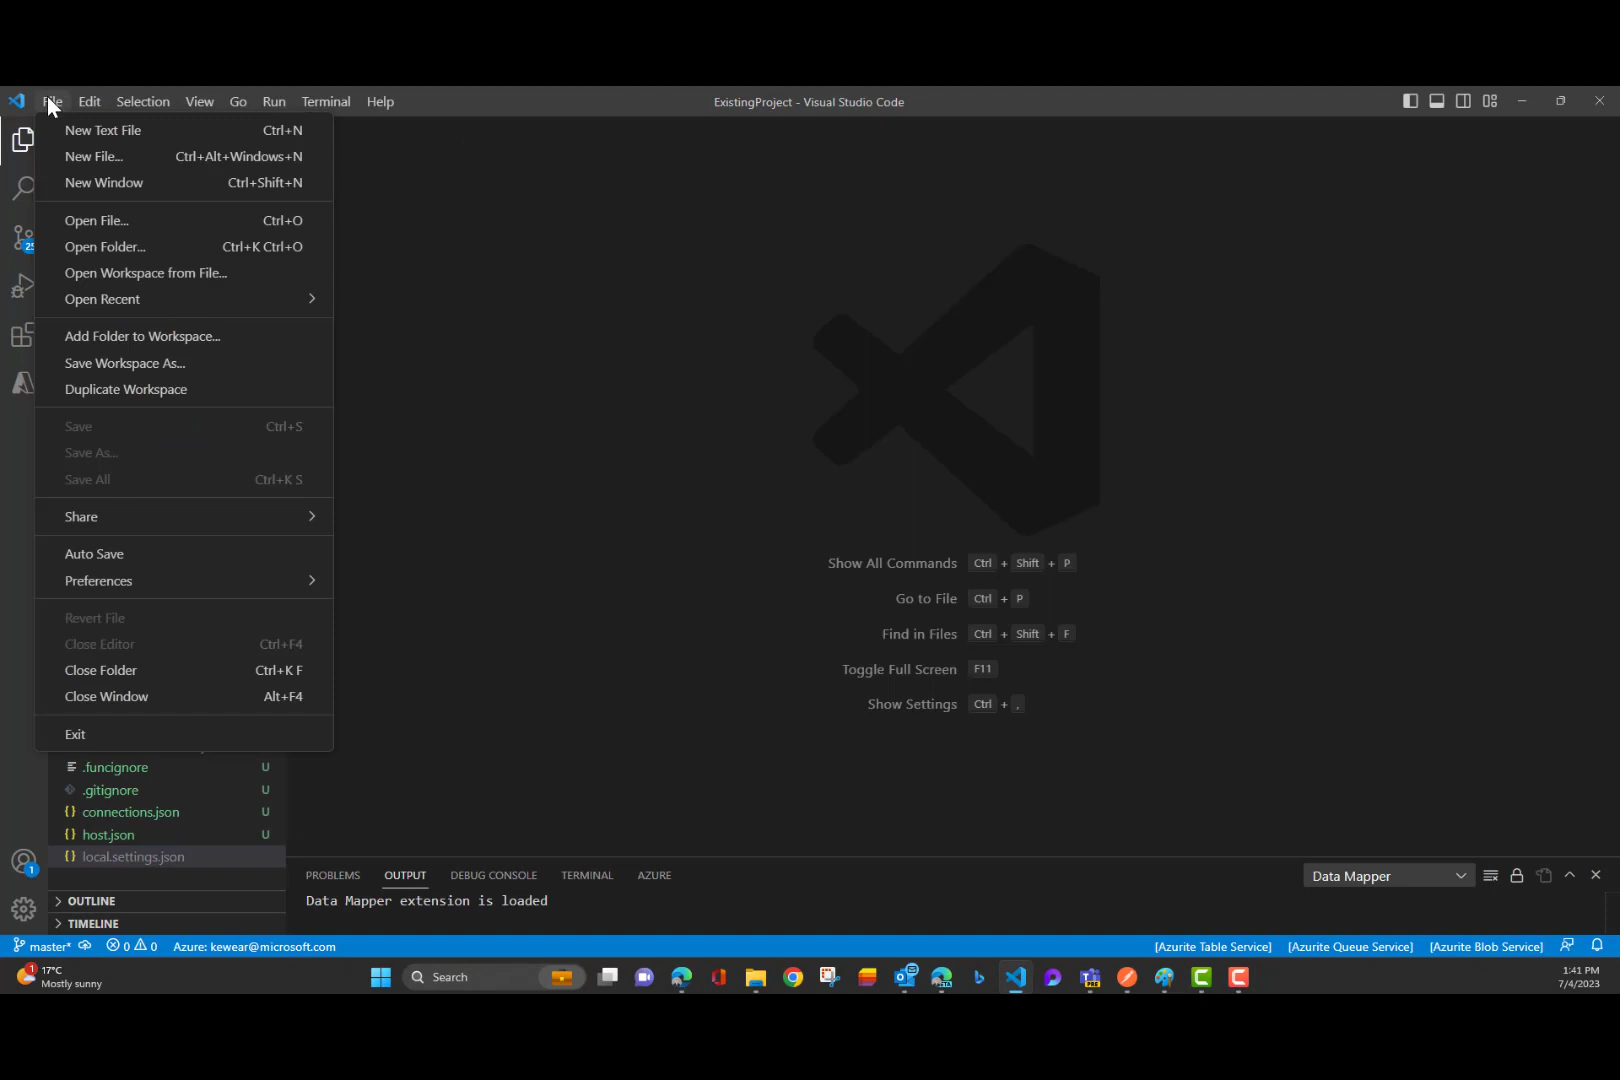 File Edit Selection View Go Run Terminal Help
ExistingProject - Visual Studio Code
New Text File Ctrl+N
New File... Ctrl+Alt+Windows+N
New Window Ctrl+Shift+N
Open File... Ctrl+O
Open Folder... Ctrl+K Ctrl+O
Open Workspace from File...
Open Recent
Add Folder to Workspace...
Save Workspace As...
Duplicate Workspace
Save Ctrl+S
Save As...
Save All Ctrl+K S
Share
Auto Save
Preferences
Revert File
Close Editor Ctrl+F4
Close Folder Ctrl+K F
Close Window Alt+F4
Exit
25
Show All Commands Ctrl + Shift + P
Go to File Ctrl + P
Find in Files Ctrl + Shift + F
Toggle Full Screen F11
Show Settings Ctrl + ,
.funcignore U
.gitignore U
connections.json U
host.json U
local.settings.json
1
OUTLINE
TIMELINE
PROBLEMS OUTPUT DEBUG CONSOLE TERMINAL AZURE
Data Mapper
Data Mapper extension is loaded
master* 0 0 Azure: kewear@microsoft.com
[Azurite Table Service] [Azurite Queue Service] [Azurite Blob Service]
1
17°C
Mostly sunny
Search
BETA
PRE
1:41 PM
7/4/2023